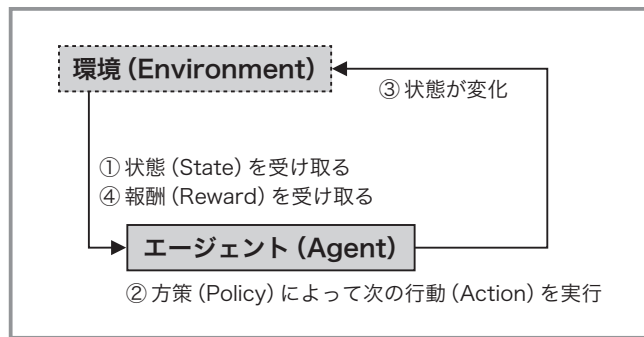 環境（Environment）
③ 状態が変化
① 状態（State）を受け取る
④ 報酬（Reward）を受け取る
エージェント（Agent）
② 方策（Policy）によって次の行動（Action）を実行